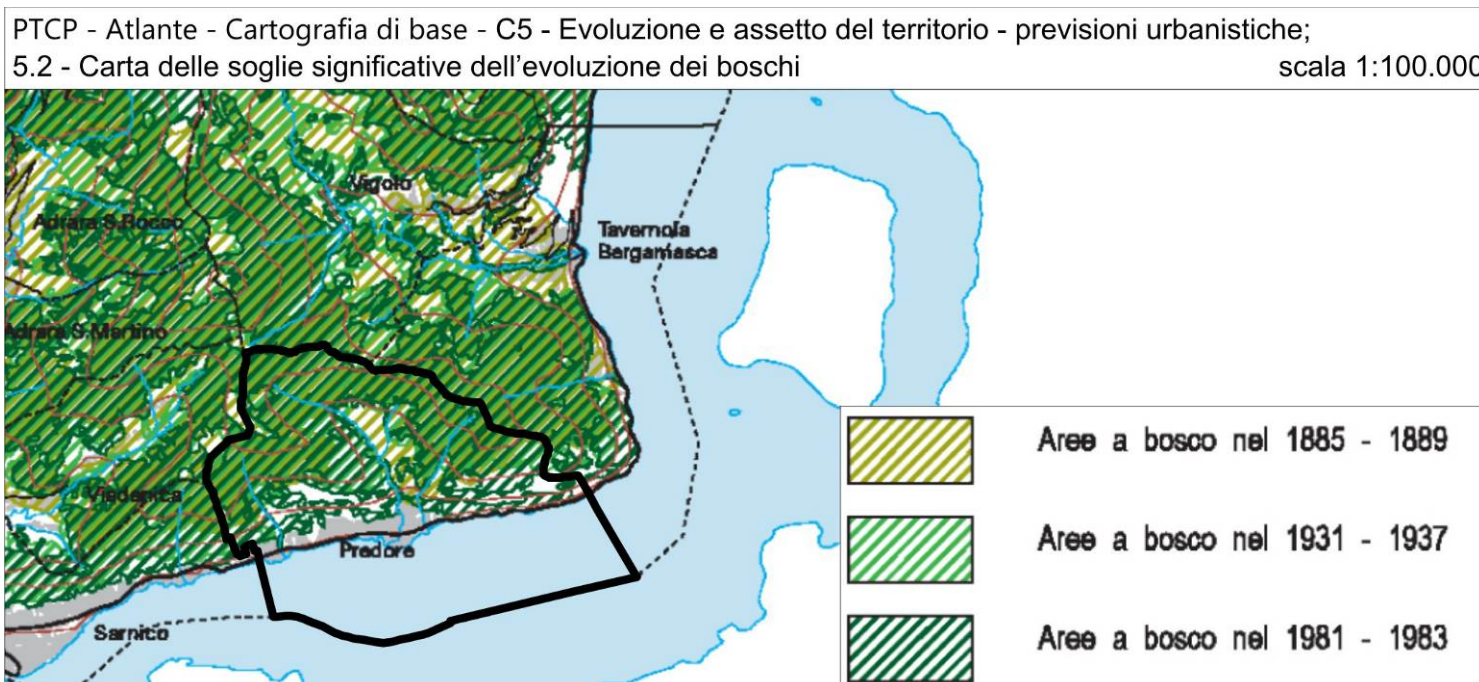 PTCP - Atlante - Cartografia di base - C5 - Evoluzione e assetto del territorio - previsioni urbanistiche;
5.2 - Carta delle soglie significative dell'evoluzione dei boschi scala 1:100.000
Vigolo
Adrara S.Rocco
Tavernola
Bergamasca
Adrara S.Martino
Viadanica
Predore
Sarnico
Aree a bosco nel 1885 - 1889
Aree a bosco nel 1931 - 1937
Aree a bosco nel 1981 - 1983